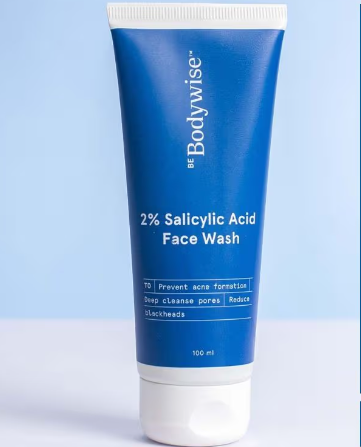 BE Bodywise™
2% Salicylic Acid
Face Wash
TO Prevent acne formation
Deep cleanse pores Reduce
blackheads
100 ml